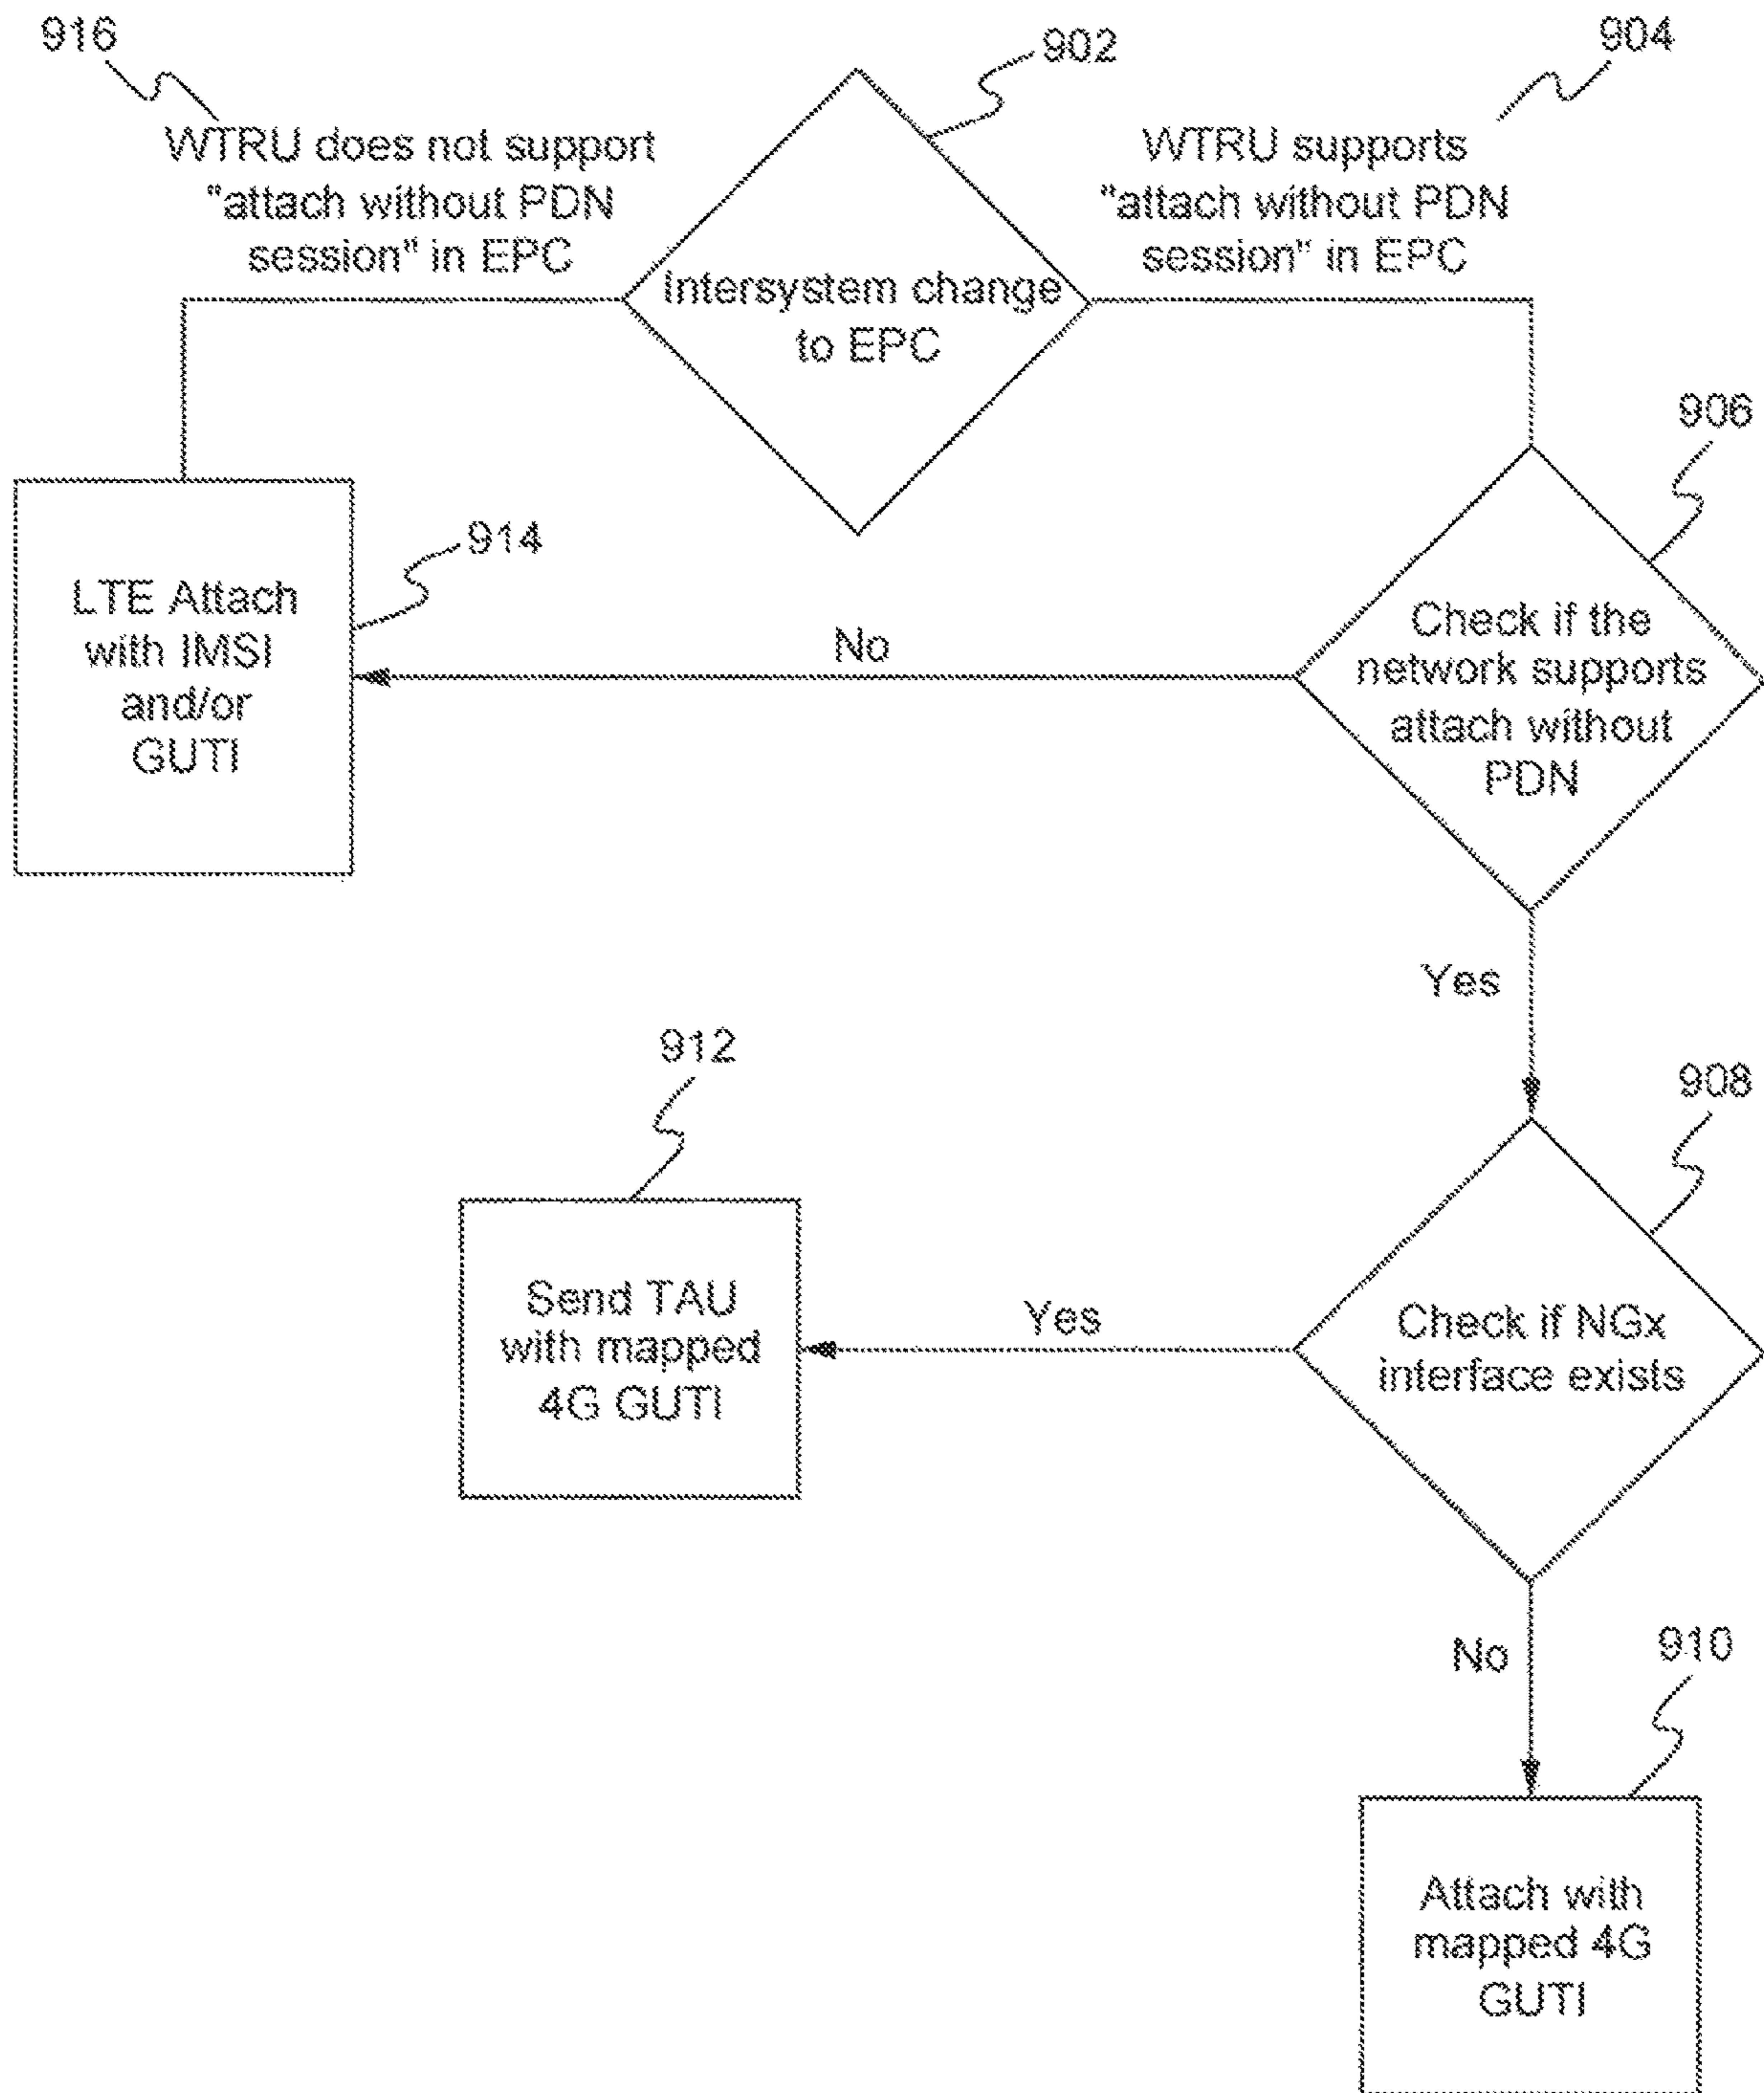 916
902
904
WTRU does not support
"attach without PDN
session" in EPC
WTRU supports
"attach without PDN
session" in EPC
Intersystem change
to EPC
906
914
LTE Attach
with IMSI
and/or
GUTI
No
Check if the
network supports
attach without
PDN
Yes
912
908
Send TAU
with mapped
4G GUTI
Yes
Check if NGx
interface exists
No
910
Attach with
mapped 4G
GUTI